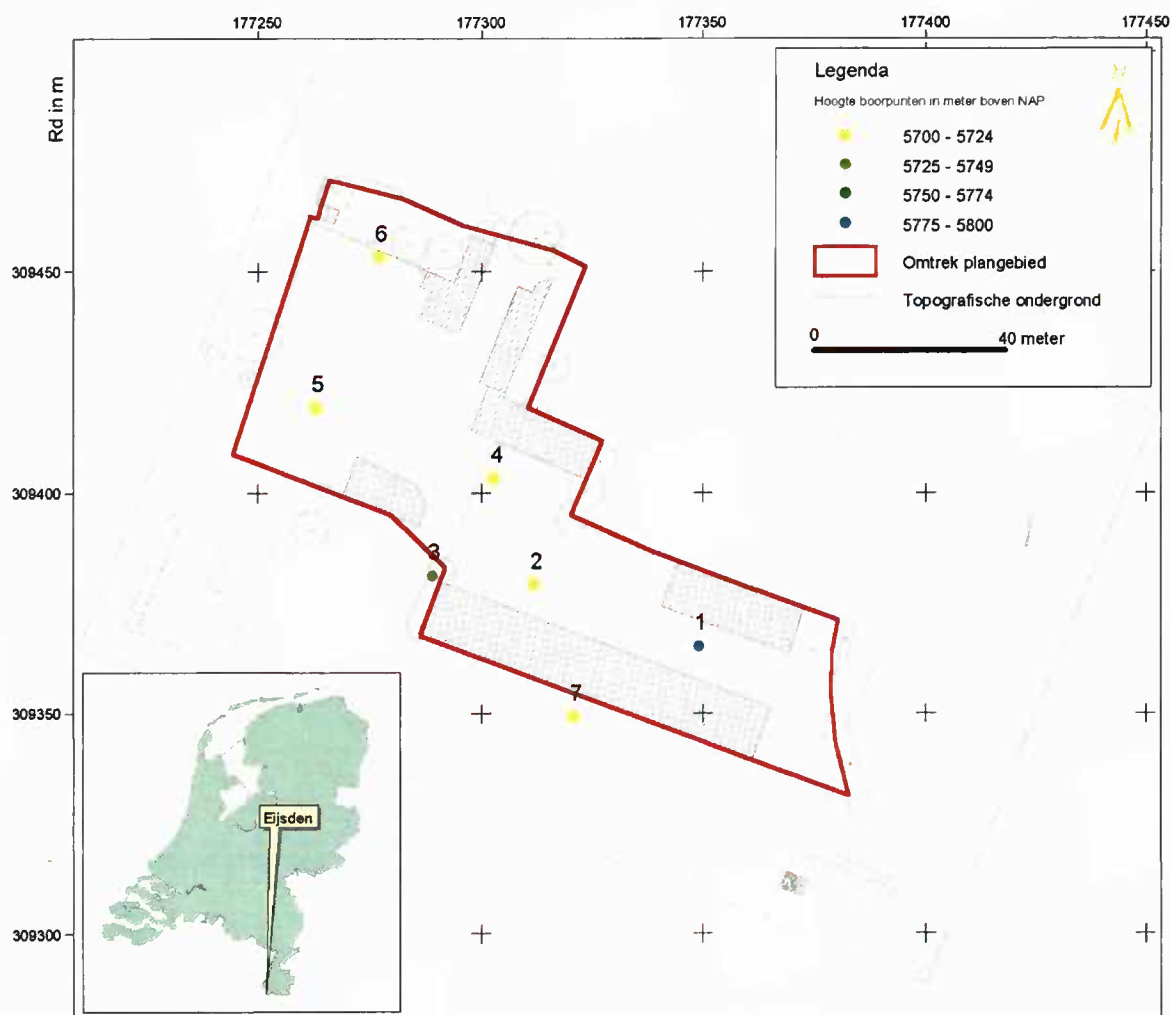 177250 177300 177350 177400 177450
Rd in m
Legenda
Hoogte boorpunten in meter boven NAP
5700 - 5724
5725 - 5749
5750 - 5774
5775 - 5800
Omtrek plangebied
Topografische ondergrond
0 40 meter
309450
309400
309350
309300
6
5
4
3
2
1
7
Eijsden